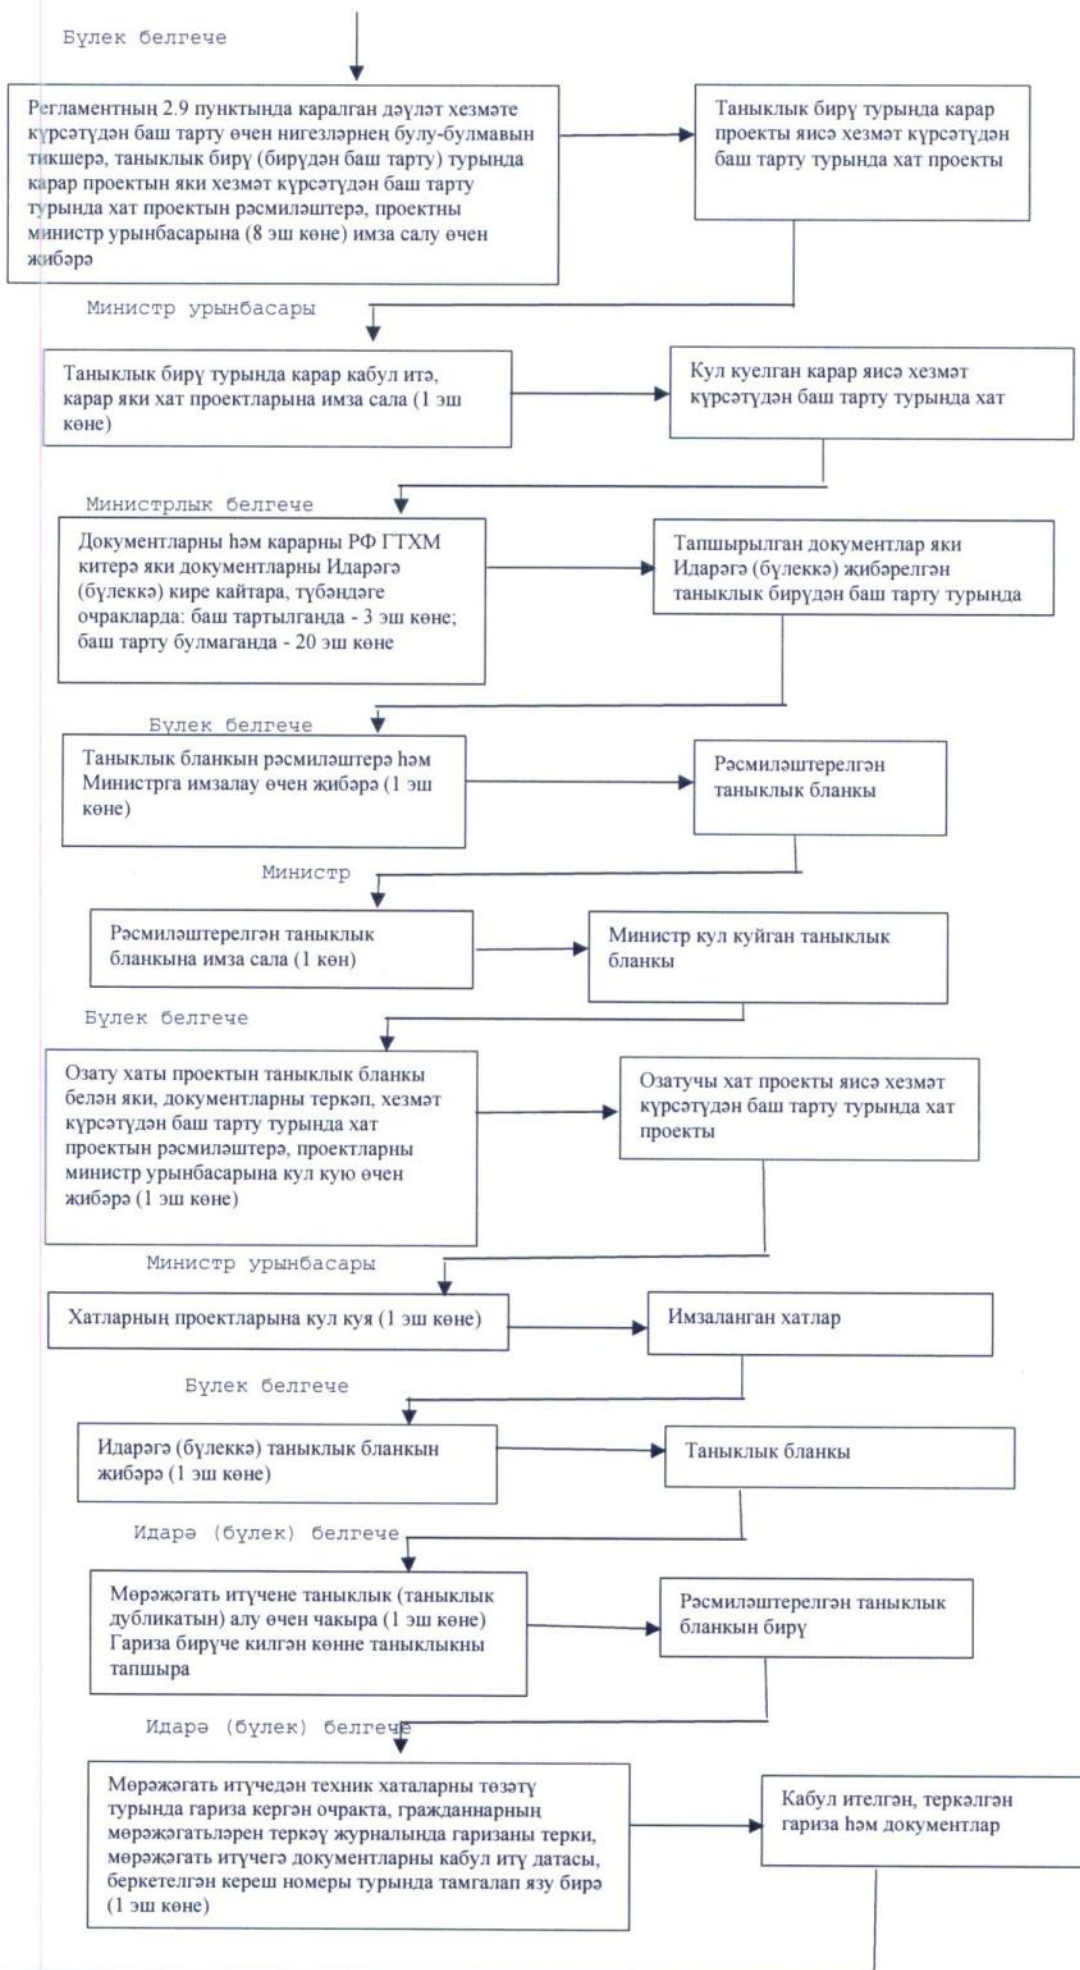 Бүлек белгече
Регламентның 2.9 пунктында каралган дәүләт хезмәте
күрсәтүдән баш тарту өчен нигезләрнең булу-булмавын
тикшерә, таныклык бирү (бирүдән баш тарту) турында
карар проектын яки хезмәт күрсәтүдән баш тарту
турында хат проектын рәсмиләштерә, проектны
министр урынбасарына (8 эш көне) имза салу өчен
җибәрә
Таныклык бирү турында карар
проекты яисә хезмәт күрсәтүдән
баш тарту турында хат проекты
Министр урынбасары
Таныклык бирү турында карар кабул итә,
карар яки хат проектларына имза сала (1 эш
көне)
Кул куелган карар яисә хезмәт
күрсәтүдән баш тарту турында хат
Министрлык белгече
Документларны һәм карарны РФ ГТХМ
китерә яки документларны Идарәгә
(бүлеккә) кире кайтара, түбәндәге
очракларда: баш тартылганда - 3 эш көне;
баш тарту булмаганда - 20 эш көне
Тапшырылган документлар яки
Идарәгә (бүлеккә) җибәрелгән
таныклык бирүдән баш тарту турында
Бүлек белгече
Таныклык бланкын рәсмиләштерә һәм
Министрга имзалау өчен җибәрә (1 эш
көне)
Рәсмиләштерелгән
таныклык бланкы
Министр
Рәсмиләштерелгән таныклык
бланкына имза сала (1 көн)
Министр кул куйган таныклык
бланкы
Бүлек белгече
Озату хаты проектын таныклык бланкы
белән яки, документларны теркәп, хезмәт
күрсәтүдән баш тарту турында хат
проектын рәсмиләштерә, проектларны
министр урынбасарына кул кую өчен
җибәрә (1 эш көне)
Озатучы хат проекты яисә хезмәт
күрсәтүдән баш тарту турында хат
проекты
Министр урынбасары
Хатларның проектларына кул куя (1 эш көне)
Имзаланган хатлар
Бүлек белгече
Идарәгә (бүлеккә) таныклык бланкын
җибәрә (1 эш көне)
Таныклык бланкы
Идарә (бүлек) белгече
Мөрәҗәгать итүчене таныклык (таныклык
дубликатын) алу өчен чакыра (1 эш көне)
Гариза бирүче килгән көнне таныклыкны
тапшыра
Рәсмиләштерелгән таныклык
бланкын бирү
Идарә (бүлек) белгече
Мөрәҗәгать итүчедән техник хаталарны төзәтү
турында гариза кергән очракта, гражданнарның
мөрәҗәгатьләрен теркәү журналында гаризаны терки,
мөрәҗәгать итүчегә документларны кабул итү датасы,
беркетелгән кереш номеры турында тамгалап язу бирә
(1 эш көне)
Кабул ителгән, теркәлгән
гариза һәм документлар